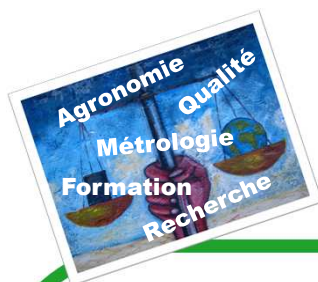 Agronomie
Qualité
Métrologie
Formation
Recherche